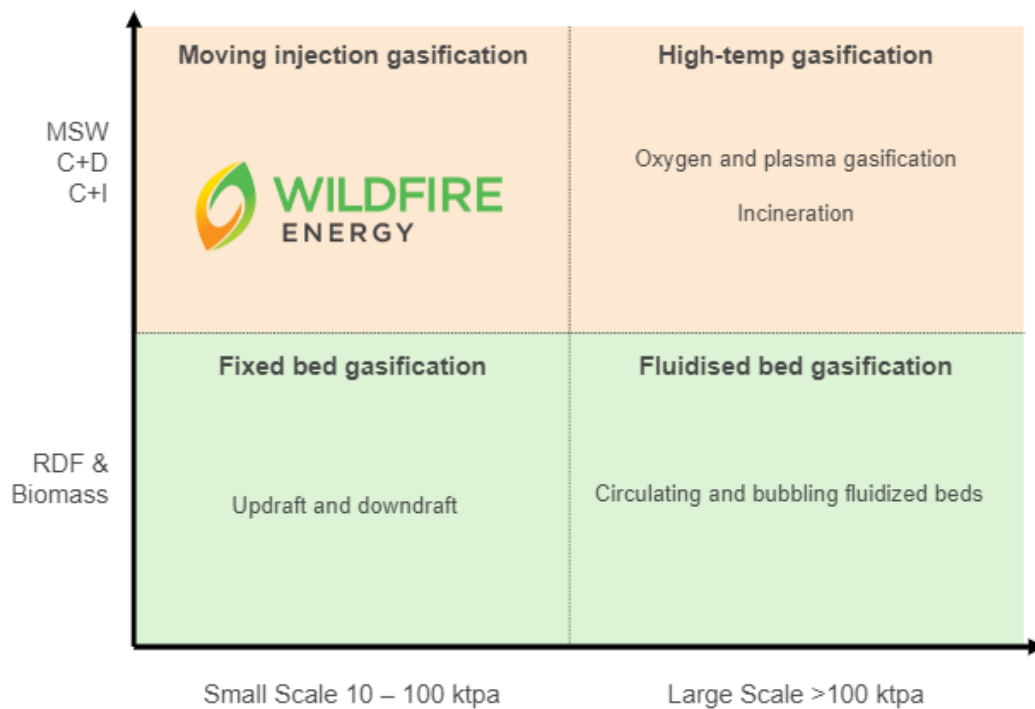 Moving injection gasification
High-temp gasification
MSW
C+D
C+I
WILDFIRE
ENERGY
Oxygen and plasma gasification
Incineration
Fixed bed gasification
Fluidised bed gasification
RDF &
Biomass
Updraft and downdraft
Circulating and bubbling fluidized beds
Small Scale 10 – 100 ktpa
Large Scale >100 ktpa